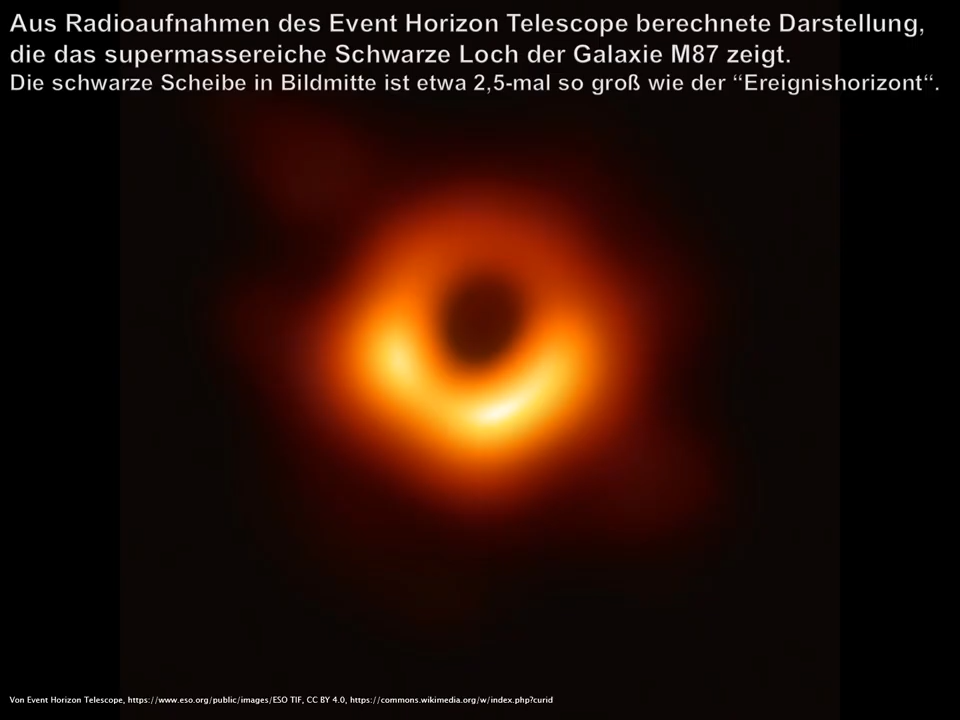 Aus Radioaufnahmen des Event Horizon Telescope berechnete Darstellung,
die das supermassereiche Schwarze Loch der Galaxie M87 zeigt.
Die schwarze Scheibe in Bildmitte ist etwa 2,5-mal so groß wie der “Ereignishorizont“.
Von Event Horizon Telescope, https://www.eso.org/public/images/ESO TIF, CC BY 4.0, https://commons.wikimedia.org/w/index.php?curid